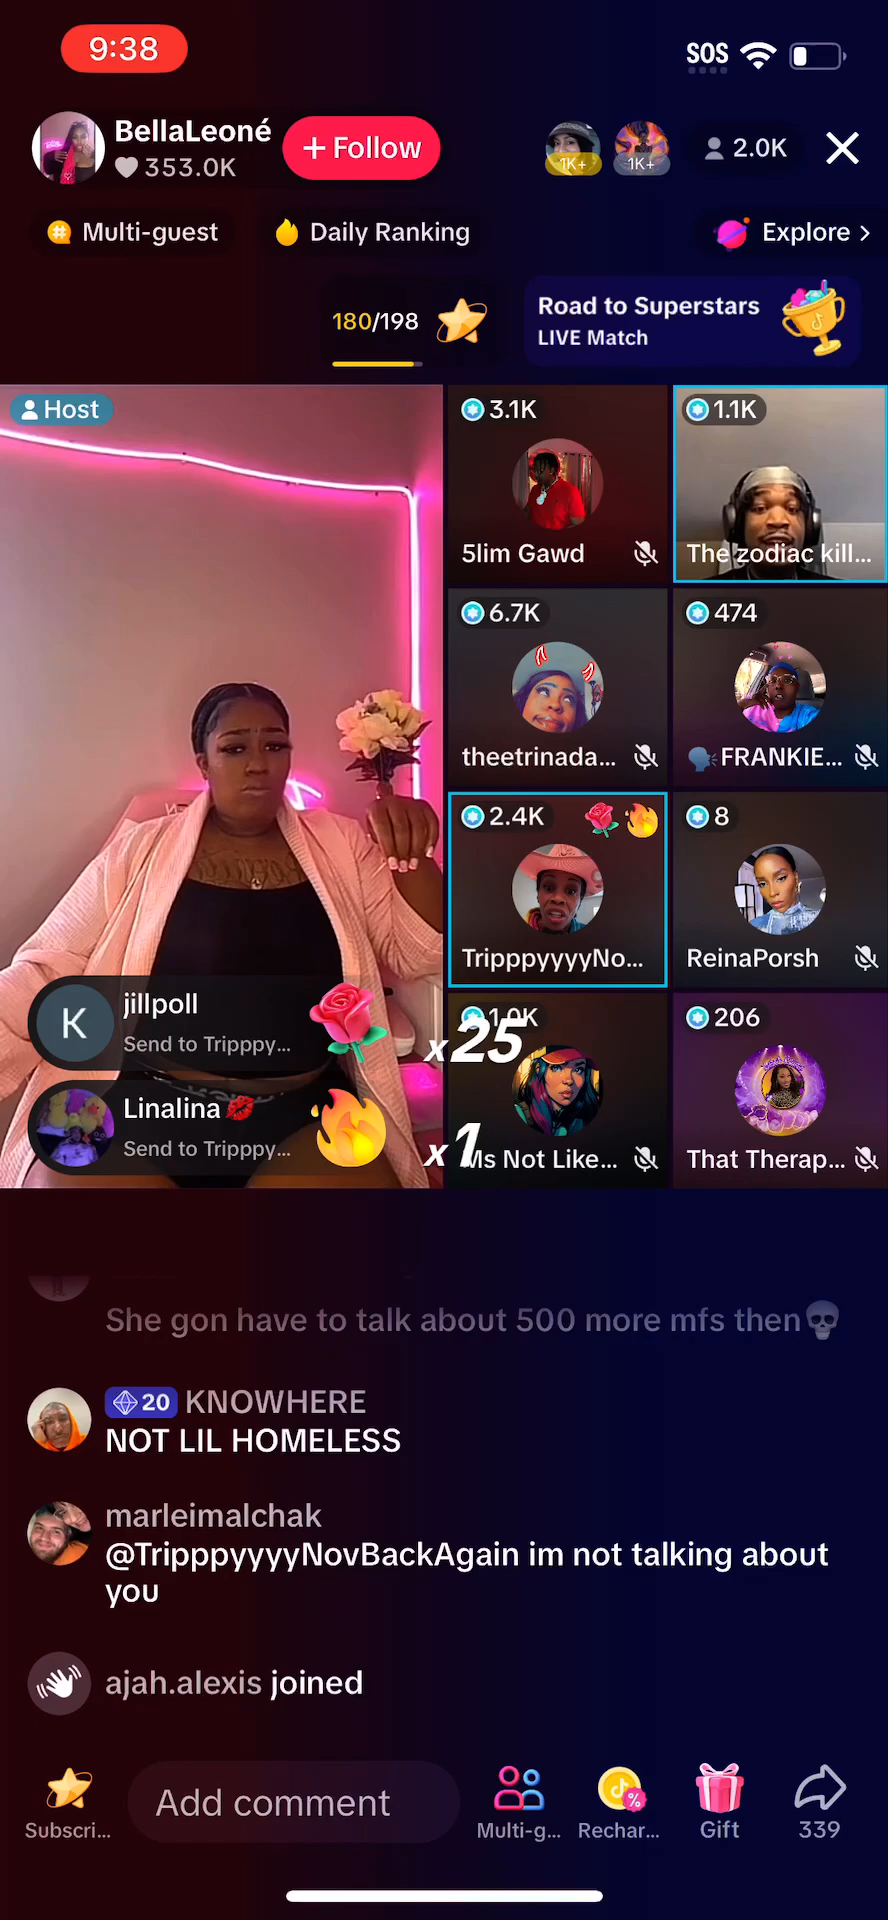 9:38
SOS
BellaLeoné
353.0K
+ Follow
1K+
1K+
2.0K
Multi-guest
Daily Ranking
Explore >
180/198
Road to Superstars
LIVE Match
Host
3.1K
5lim Gawd
1.1K
The zodiac kill...
6.7K
theetrinada...
474
FRANKIE...
2.4K
TripppyyyyNo...
8
ReinaPorsh
1.0K
Ms Not Like...
206
That Therap...
K
jillpoll
Send to Tripppy...
x25
Linalina
Send to Tripppy...
x1
She gon have to talk about 500 more mfs then
20 KNOWHERE
NOT LIL HOMELESS
marleimalchak
@TripppyyyyNovBackAgain im not talking about
you
ajah.alexis joined
Subscri...
Add comment
Multi-g...
Rechar...
Gift
339